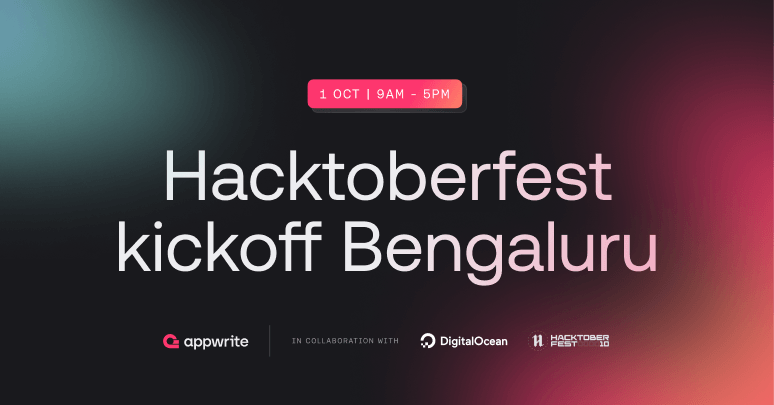 1 OCT | 9AM - 5PM
Hacktoberfest
kickoff Bengaluru
appwrite
IN COLLABORATION WITH
DigitalOcean
HACKTOBER
FEST 10